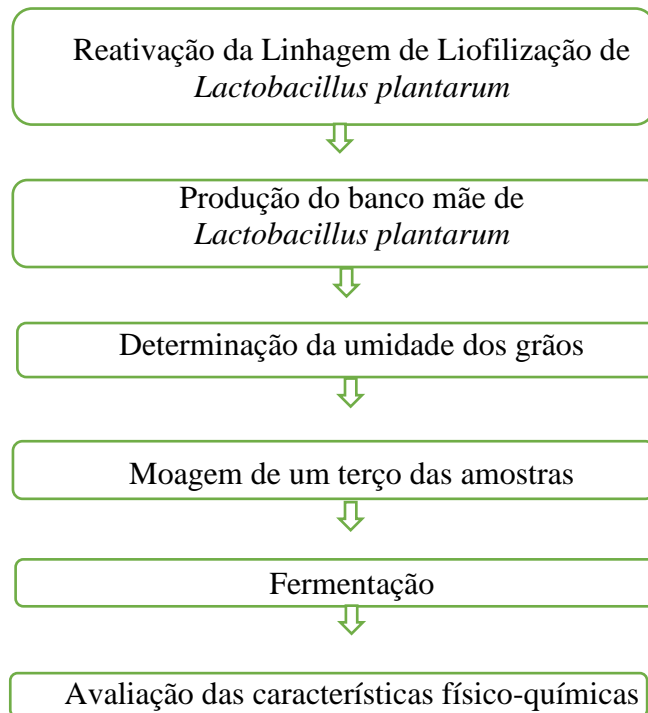 Reativação da Linhagem de Liofilização de
Lactobacillus plantarum
Produção do banco mãe de
Lactobacillus plantarum
Determinação da umidade dos grãos
Moagem de um terço das amostras
Fermentação
Avaliação das características físico-químicas